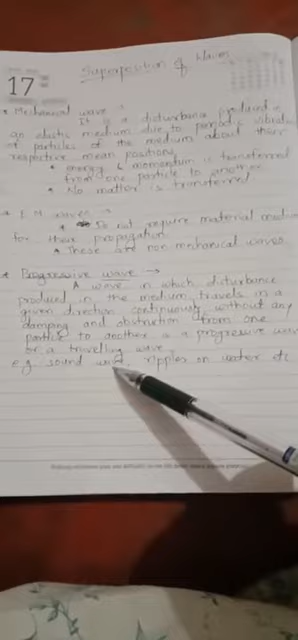 17
Superposition of Waves
* Mechanical wave →
It is a disturbance produced in
an elastic medium due to periodic
of particles of the medium about their
respective mean positions
* energy & momentum is transferred
from one particle to another
* No matter is transferred
* E M waves →
* Do not require material
for their propagation
* These are non mechanical waves
* Progressive wave →
A wave in which disturbance
produced in the medium travels in a
given direction continuously without any
damping and obstruction from one
particle to another is a progressive wave
or a travelling wave
e.g. sound wave, ripples on water etc